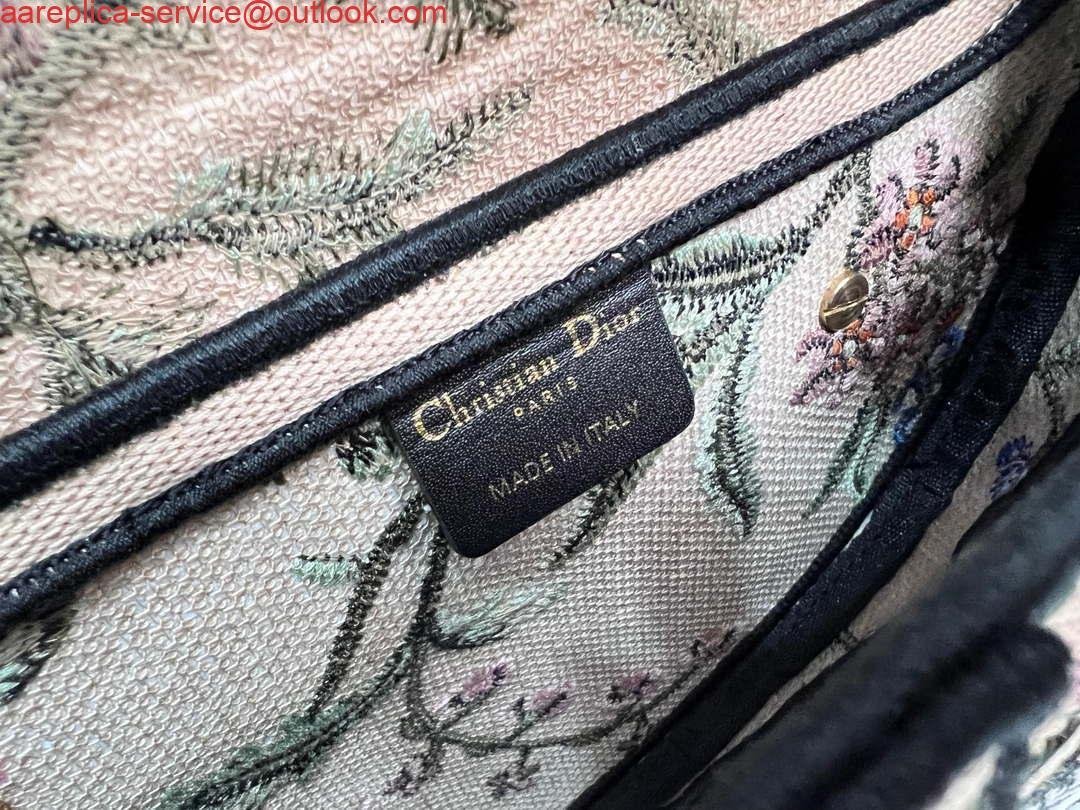 aareplica-service@outlook.com
Christian Dior
PARIS
MADE IN ITALY